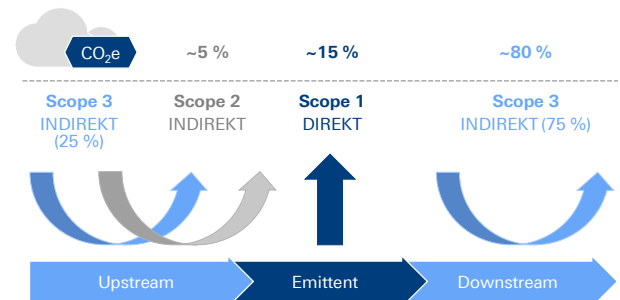 CO₂e ~5 % ~15 % ~80 %
Scope 3 Scope 2 Scope 1 Scope 3
INDIREKT INDIREKT DIREKT INDIREKT (75 %)
(25 %)
Upstream Emittent Downstream